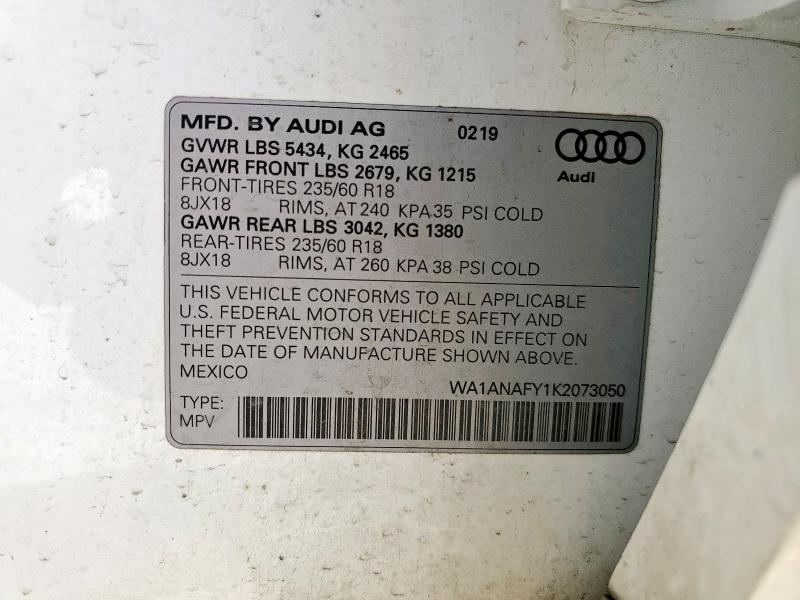 MFD. BY AUDI AG 0219
GVWR LBS 5434, KG 2465
GAWR FRONT LBS 2679, KG 1215
Audi
FRONT-TIRES 235/60 R18
8JX18 RIMS, AT 240 KPA 35 PSI COLD
GAWR REAR LBS 3042, KG 1380
REAR-TIRES 235/60 R18
8JX18 RIMS, AT 260 KPA 38 PSI COLD
THIS VEHICLE CONFORMS TO ALL APPLICABLE
U.S. FEDERAL MOTOR VEHICLE SAFETY AND
THEFT PREVENTION STANDARDS IN EFFECT ON
THE DATE OF MANUFACTURE SHOWN ABOVE.
MEXICO
WA1ANAFY1K2073050
TYPE:
MPV